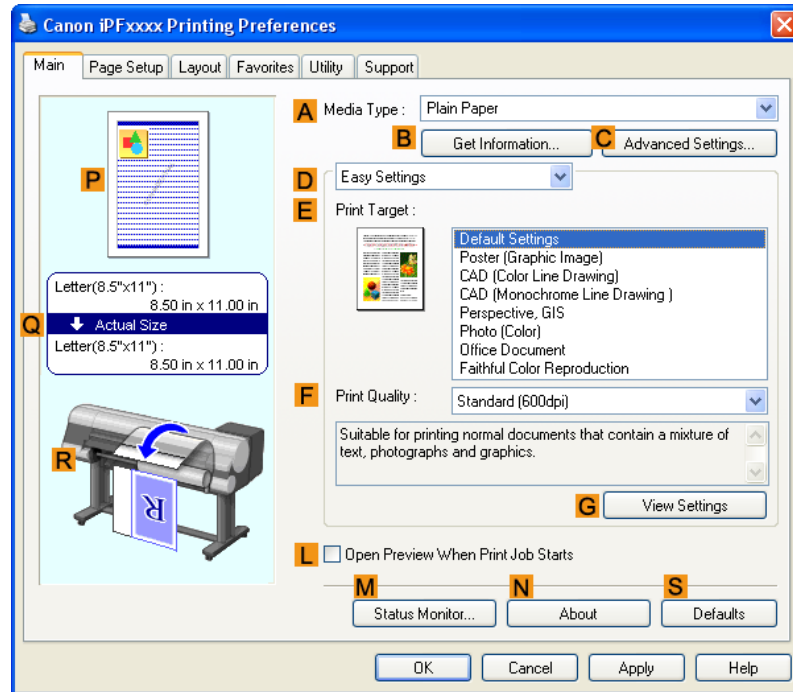 Canon iPFxxxx Printing Preferences
Main Page Setup Layout Favorites Utility Support
A Media Type : Plain Paper
B Get Information... C Advanced Settings...
P
D Easy Settings
E Print Target :
Default Settings
Poster (Graphic Image)
CAD (Color Line Drawing)
CAD (Monochrome Line Drawing )
Perspective, GIS
Photo (Color)
Office Document
Faithful Color Reproduction
Letter(8.5"x11") :
8.50 in x 11.00 in
Q Actual Size
Letter(8.5"x11") :
8.50 in x 11.00 in
F Print Quality : Standard (600dpi)
Suitable for printing normal documents that contain a mixture of
text, photographs and graphics.
R
R
G View Settings
L Open Preview When Print Job Starts
M N S
Status Monitor... About Defaults
OK Cancel Apply Help